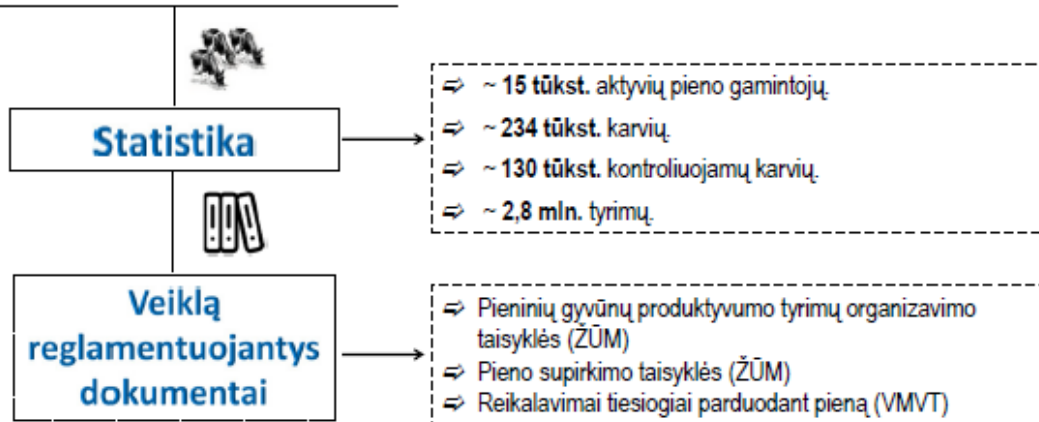 Statistika
⇨ ~ 15 tūkst. aktyvių pieno gamintojų.
⇨ ~ 234 tūkst. karvių.
⇨ ~ 130 tūkst. kontroliuojamų karvių.
⇨ ~ 2,8 mln. tyrimų.
Veiklą
reglamentuojantys
dokumentai
⇨ Pieninių gyvūnų produktyvumo tyrimų organizavimo
taisyklės (ŽŪM)
⇨ Pieno supirkimo taisyklės (ŽŪM)
⇨ Reikalavimai tiesiogiai parduodant pieną (VMVT)